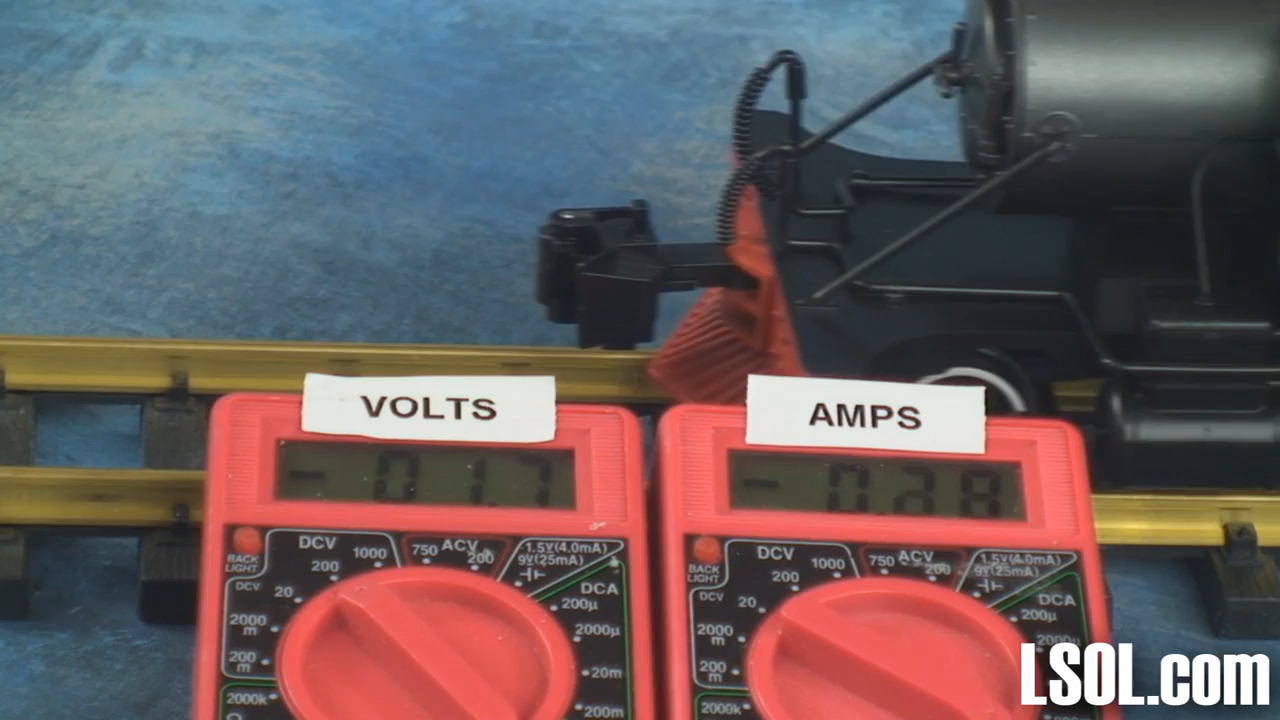 VOLTS
AMPS
- 01.7
- 0.28
BACK LIGHT
DCV
1000
200
20
DCV
2000 m
200 m
2000k
Ω
750 ACV 200
1.5V(4.0mA)
9V(25mA)
DCA
200µ
2000µ
20m
200m
BACK LIGHT
DCV
1000
200
20
DCV
2000 m
200 m
2000k
750 ACV 200
1.5V(4.0mA)
9V(25mA)
DCA
200µ
2000µ
LSOL.com